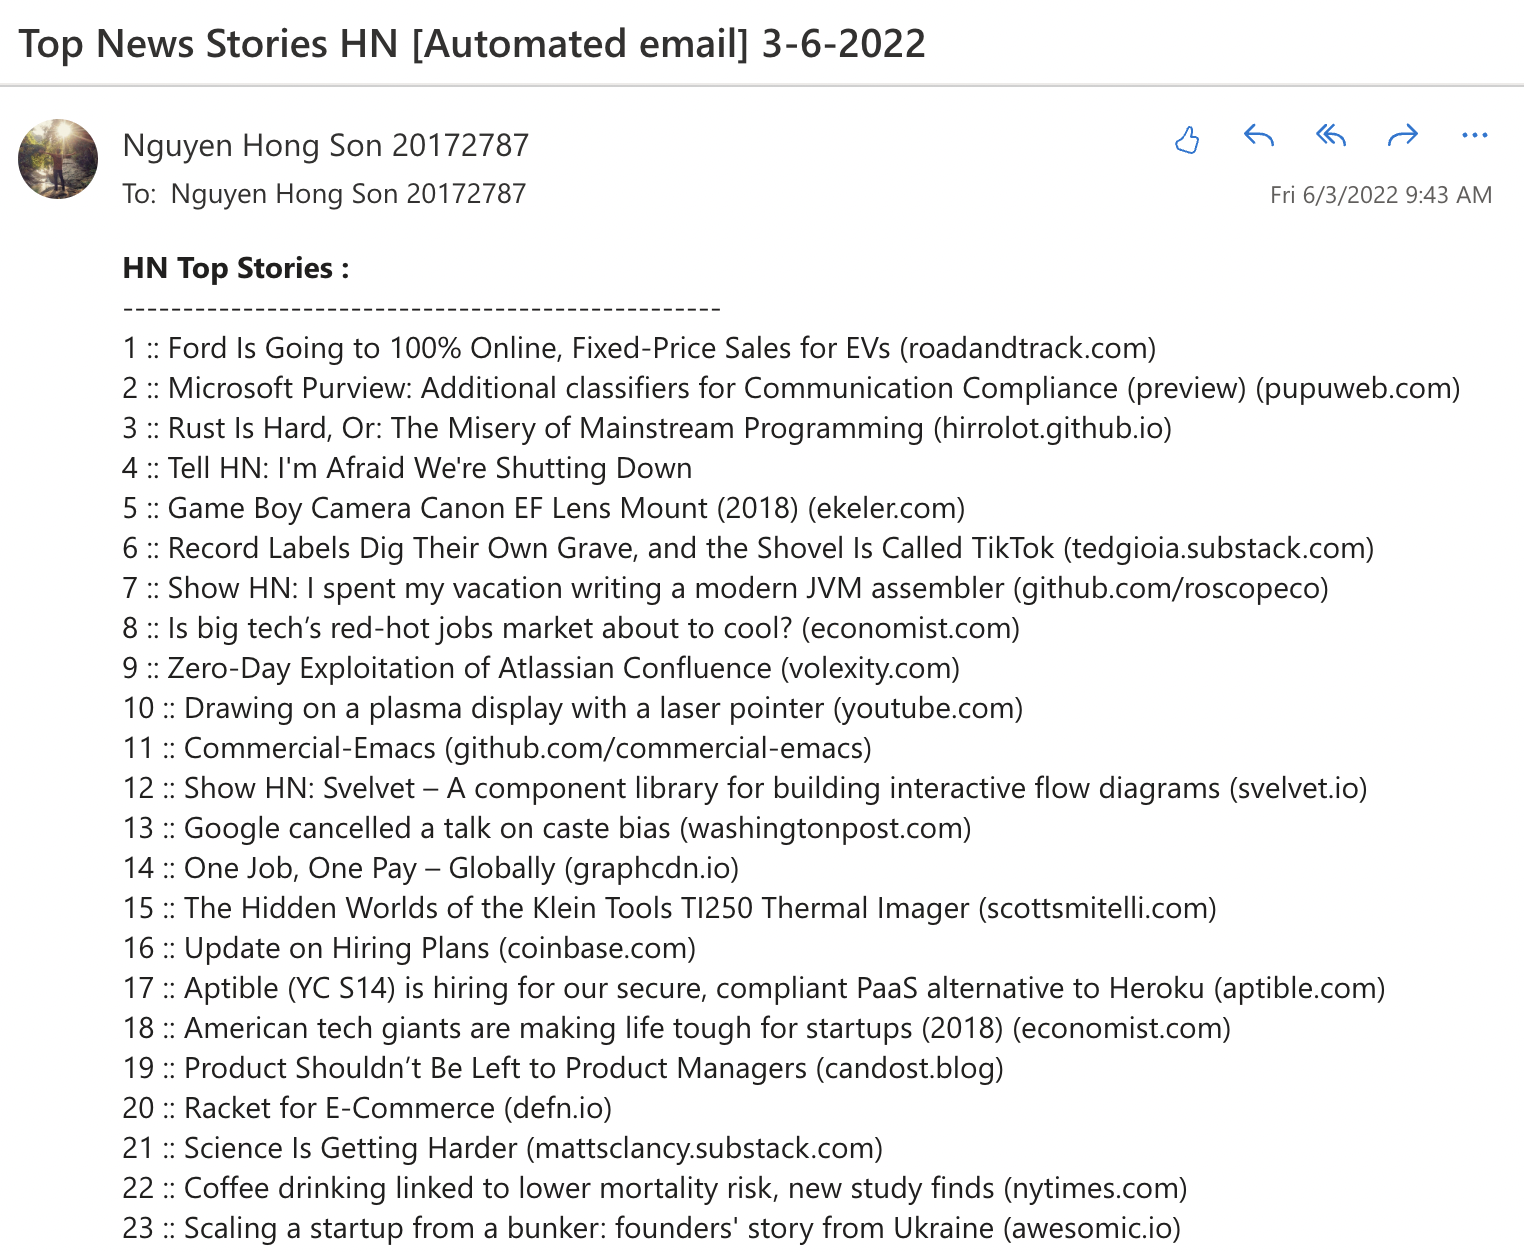 Top News Stories HN [Automated email] 3-6-2022
Nguyen Hong Son 20172787
To: Nguyen Hong Son 20172787
Fri 6/3/2022 9:43 AM
HN Top Stories :
--------------------------------------------------
1 :: Ford Is Going to 100% Online, Fixed-Price Sales for EVs (roadandtrack.com)
2 :: Microsoft Purview: Additional classifiers for Communication Compliance (preview) (pupuweb.com)
3 :: Rust Is Hard, Or: The Misery of Mainstream Programming (hirrolot.github.io)
4 :: Tell HN: I'm Afraid We're Shutting Down
5 :: Game Boy Camera Canon EF Lens Mount (2018) (ekeler.com)
6 :: Record Labels Dig Their Own Grave, and the Shovel Is Called TikTok (tedgioia.substack.com)
7 :: Show HN: I spent my vacation writing a modern JVM assembler (github.com/roscopeco)
8 :: Is big tech’s red-hot jobs market about to cool? (economist.com)
9 :: Zero-Day Exploitation of Atlassian Confluence (volexity.com)
10 :: Drawing on a plasma display with a laser pointer (youtube.com)
11 :: Commercial-Emacs (github.com/commercial-emacs)
12 :: Show HN: Svelvet – A component library for building interactive flow diagrams (svelvet.io)
13 :: Google cancelled a talk on caste bias (washingtonpost.com)
14 :: One Job, One Pay – Globally (graphcdn.io)
15 :: The Hidden Worlds of the Klein Tools TI250 Thermal Imager (scottsmitelli.com)
16 :: Update on Hiring Plans (coinbase.com)
17 :: Aptible (YC S14) is hiring for our secure, compliant PaaS alternative to Heroku (aptible.com)
18 :: American tech giants are making life tough for startups (2018) (economist.com)
19 :: Product Shouldn’t Be Left to Product Managers (candost.blog)
20 :: Racket for E-Commerce (defn.io)
21 :: Science Is Getting Harder (mattsclancy.substack.com)
22 :: Coffee drinking linked to lower mortality risk, new study finds (nytimes.com)
23 :: Scaling a startup from a bunker: founders' story from Ukraine (awesomic.io)